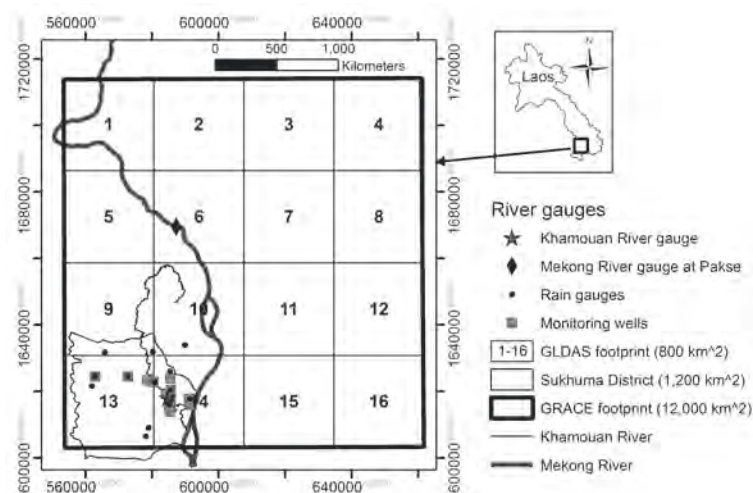 560000 600000 640000
0 500 1,000
Kilometers
1720000
1680000
1640000
1600000
1720000
1680000
1640000
1600000
1 2 3 4
5 6 7 8
9 10 11 12
13 4 15 16
560000 600000 640000
N
Laos
River gauges
Khamouan River gauge
Mekong River gauge at Pakse
Rain gauges
Monitoring wells
1-16 GLDAS footprint (800 km^2)
Sukhuma District (1,200 km^2)
GRACE footprint (12,000 km^2)
Khamouan River
Mekong River